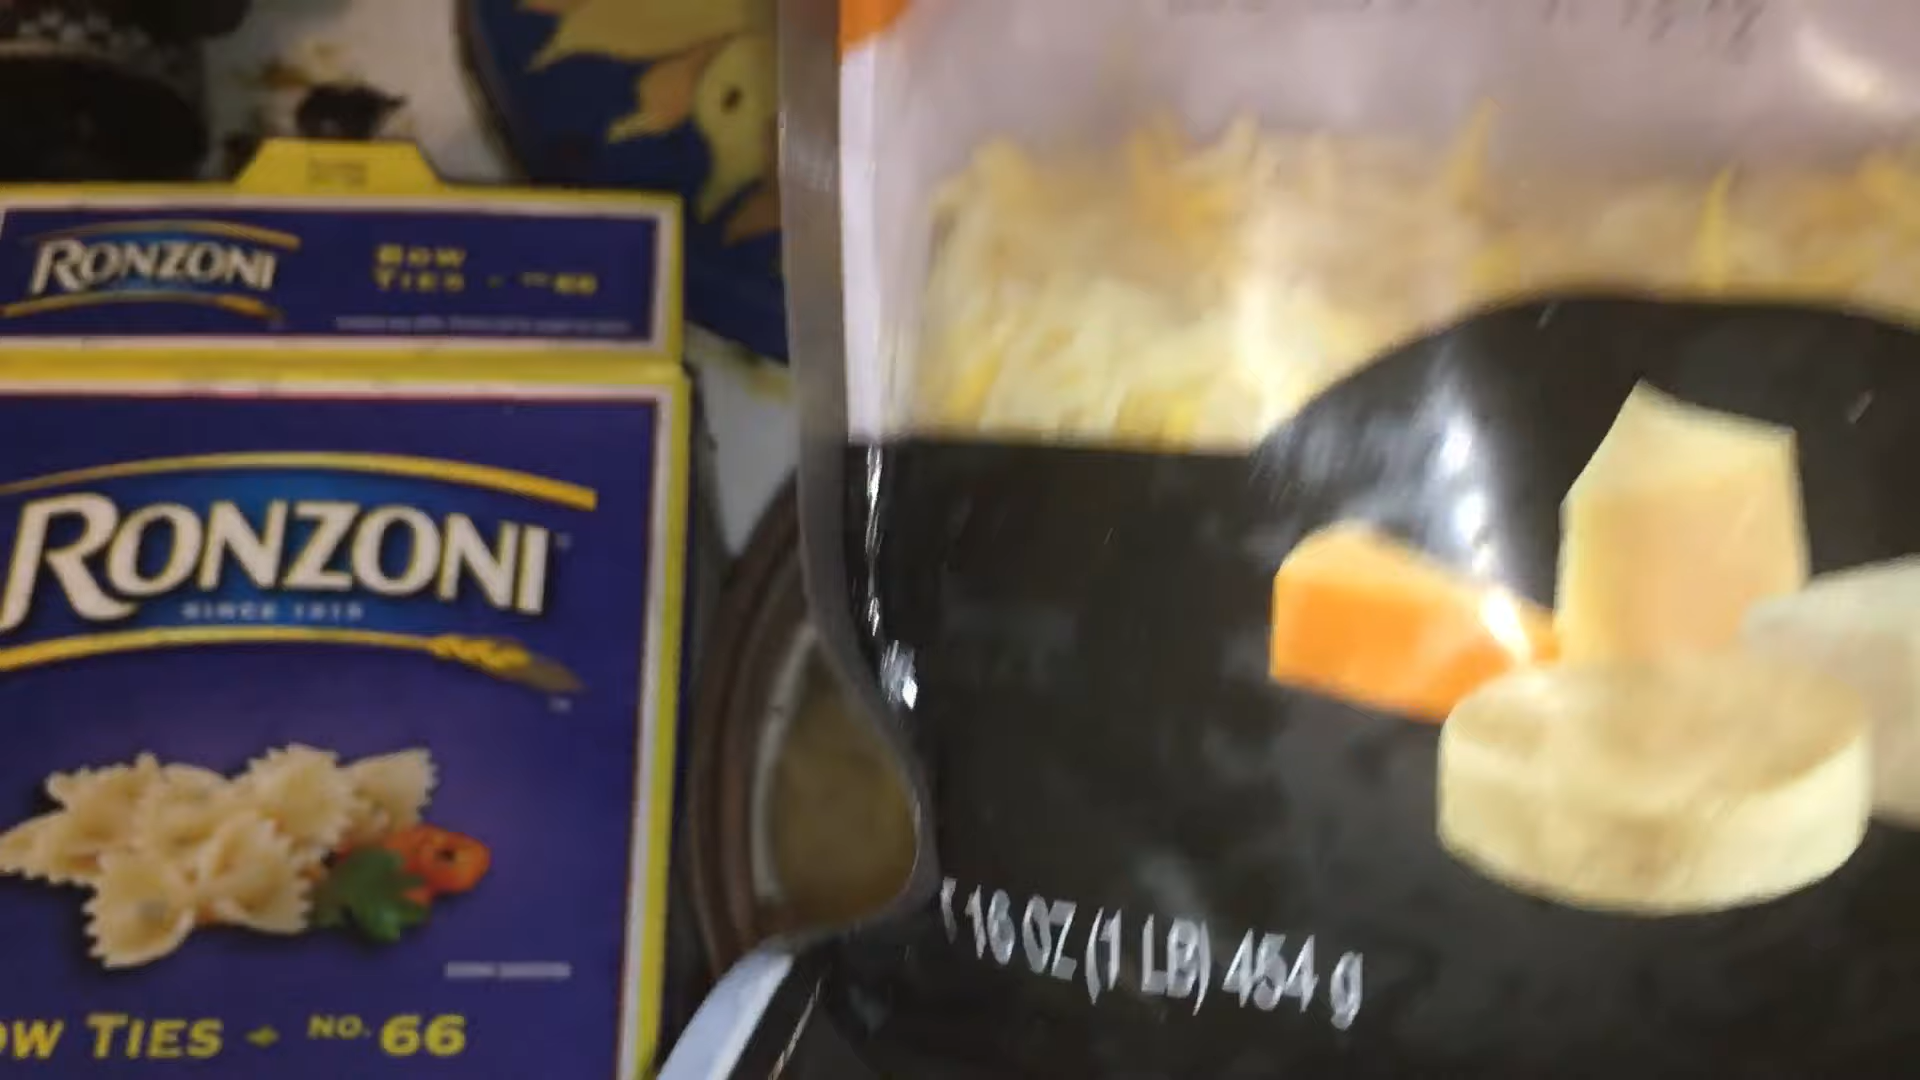 RONZONI
BOW
TIES
RONZONI
SINCE 1915
OW TIES - NO. 66
16 OZ (1 LB) 454 g